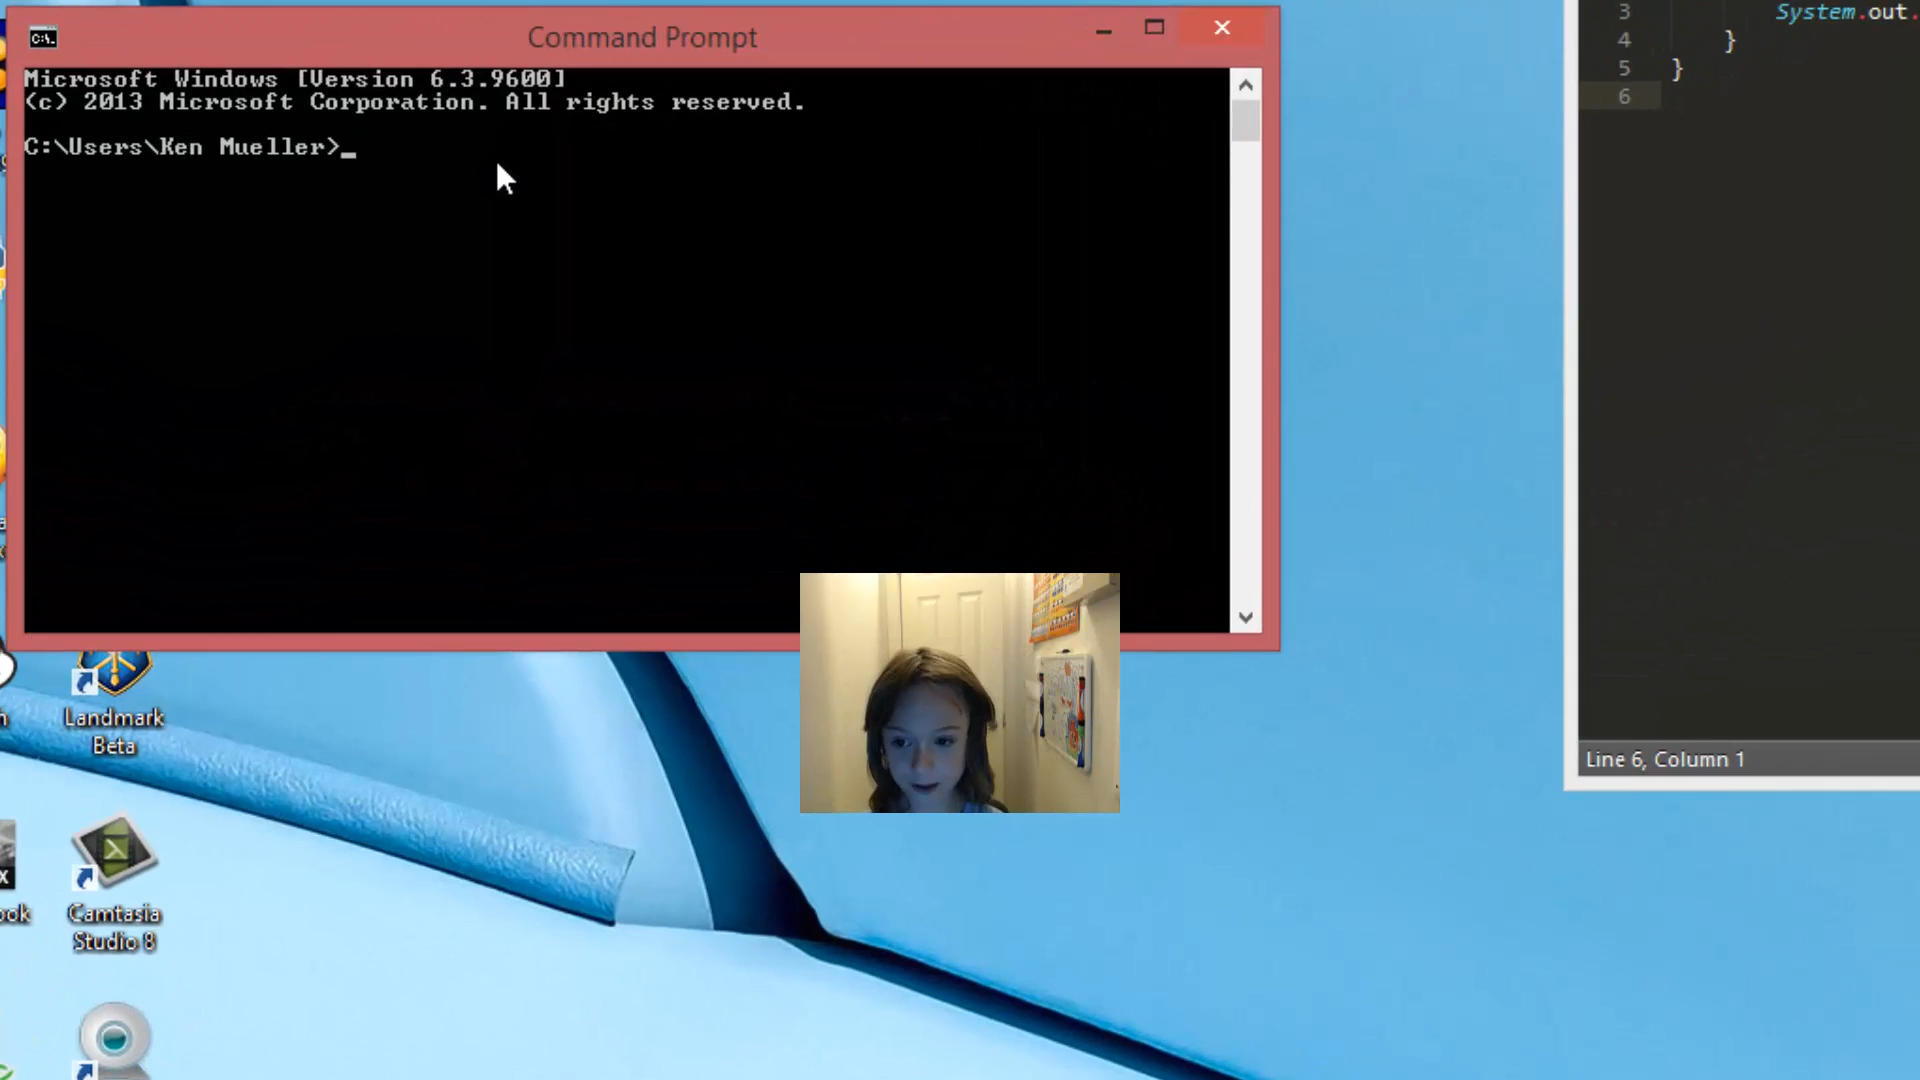 Command Prompt
Microsoft Windows [Version 6.3.9600]
(c) 2013 Microsoft Corporation. All rights reserved.
C:\Users\Ken Mueller>_
3 System.out.
4 }
5 }
6
Line 6, Column 1
Landmark
Beta
ook
Camtasia
Studio 8